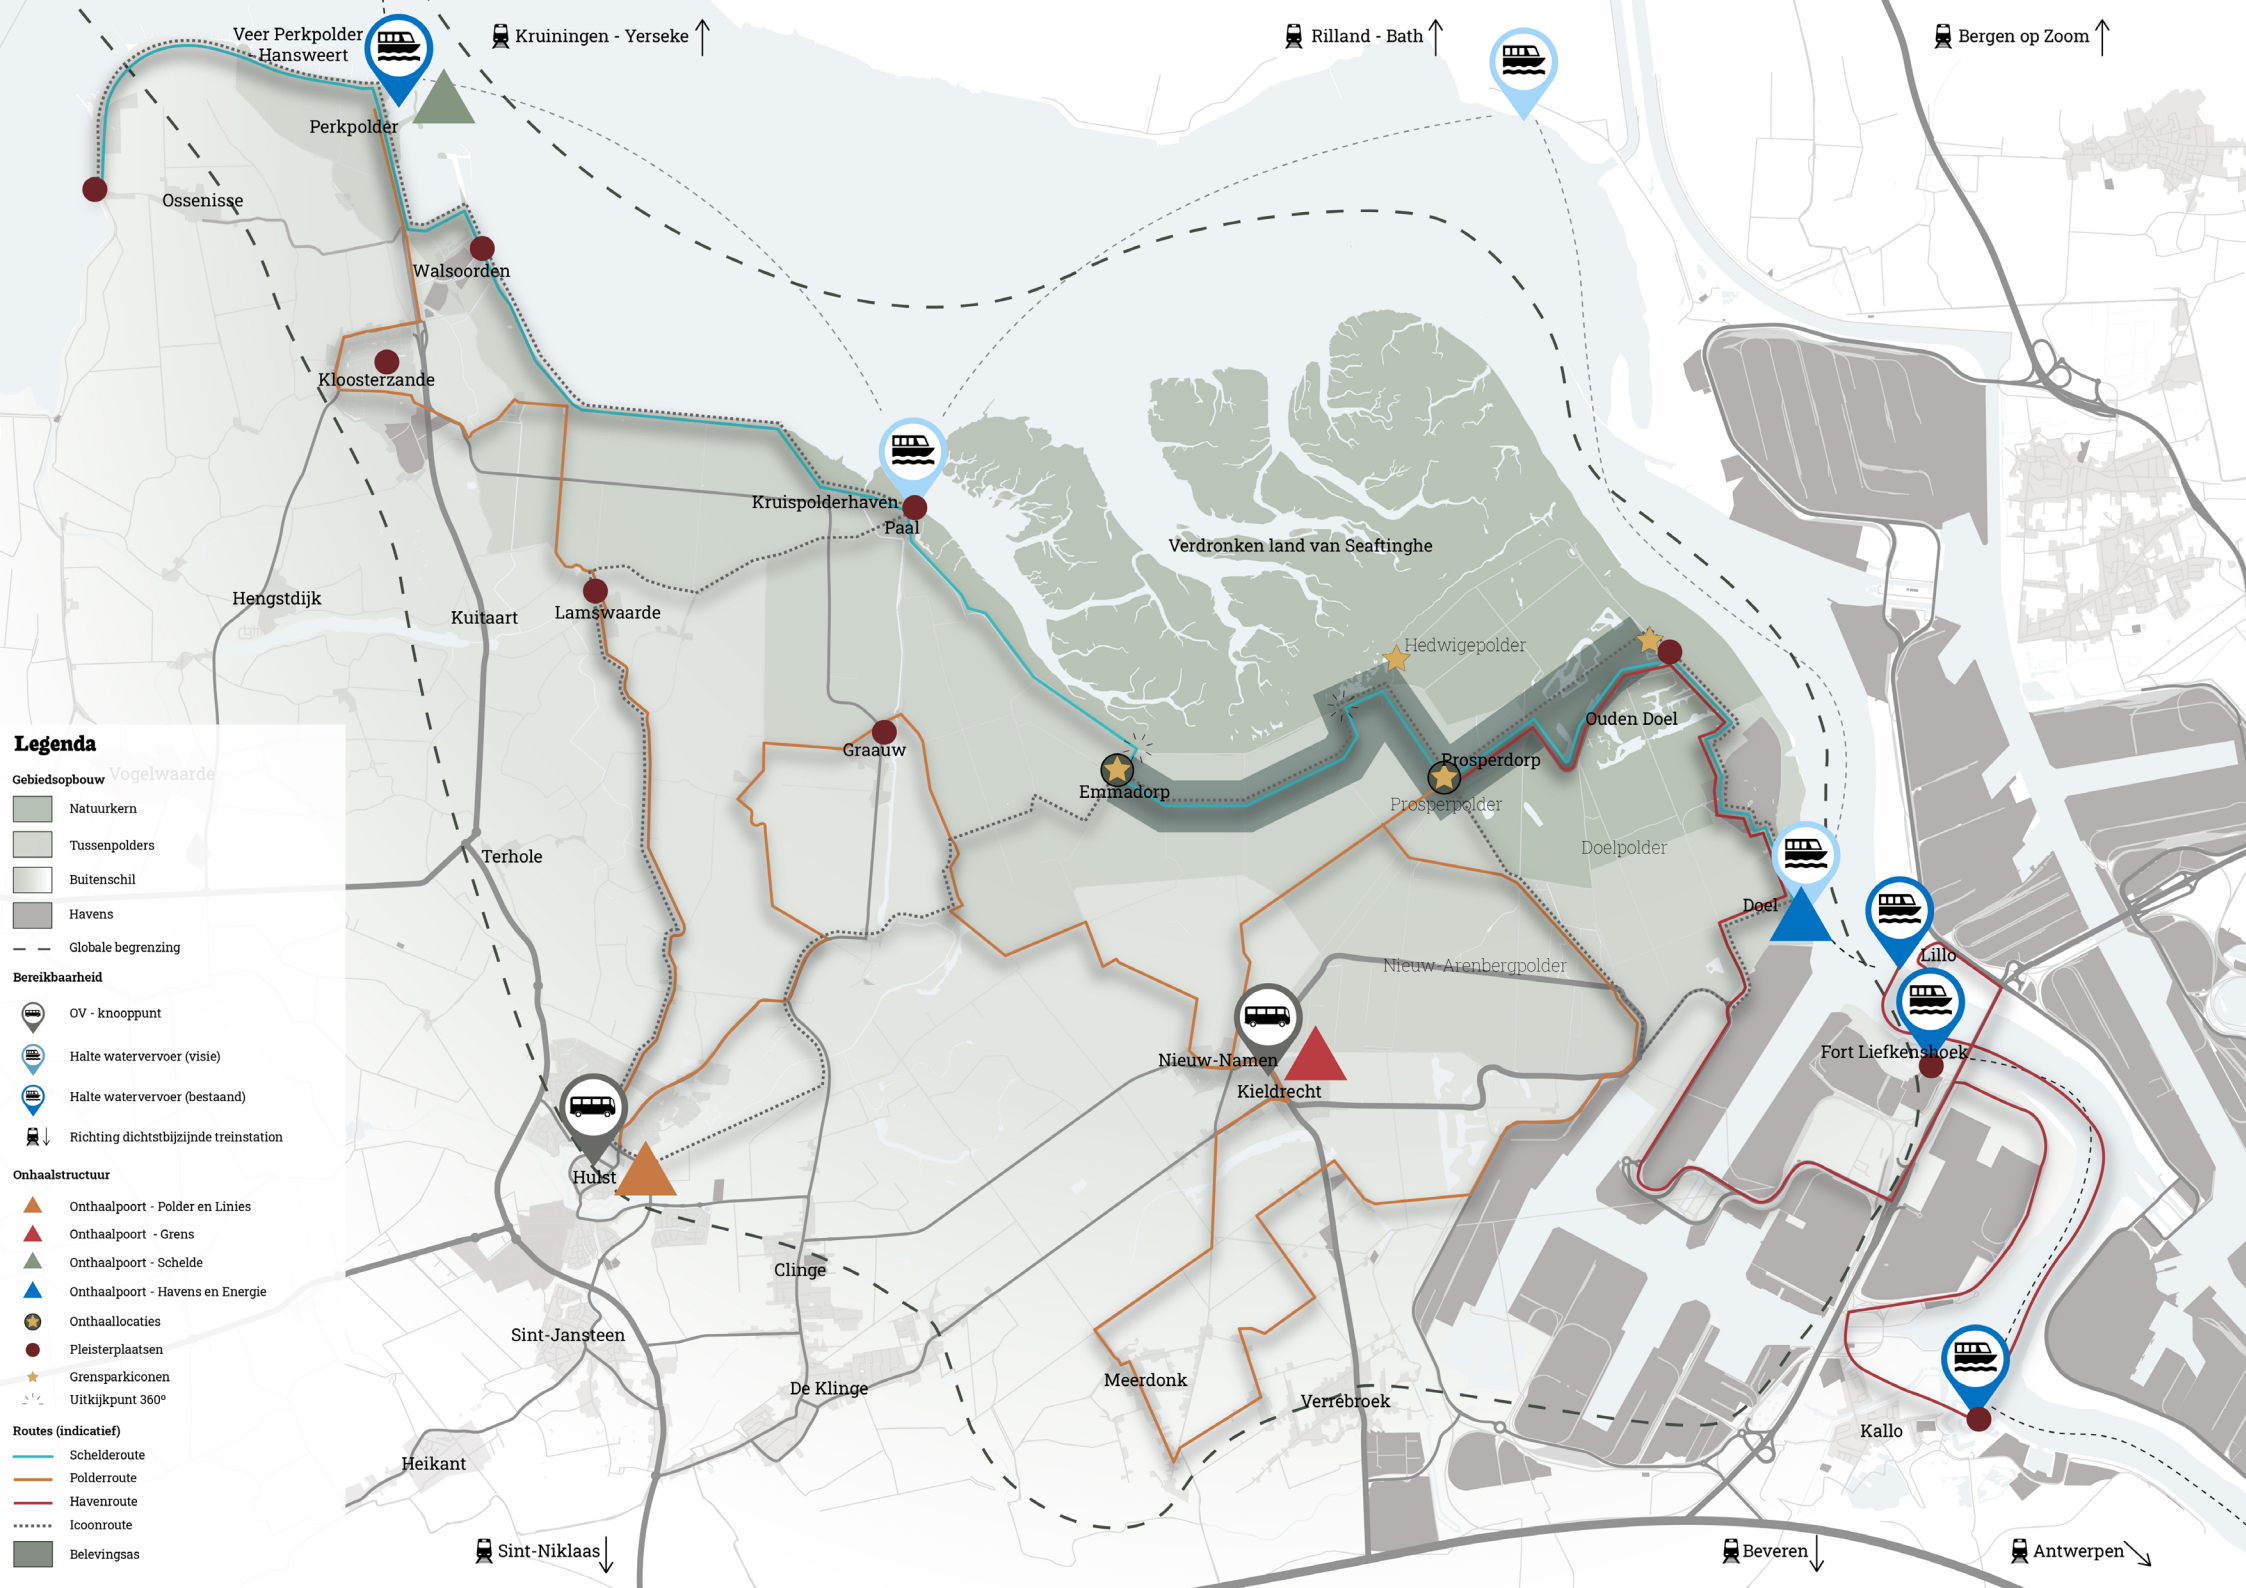 Veer Perkpolder
Hansweert
Kruiningen - Yerseke
Rilland - Bath
Bergen op Zoom
Perkpolder
Ossenisse
Walsoorden
Kloosterzande
Kruispolderhaven
Paal
Verdronken land van Seaftinghe
Hengstdijk
Kuitaart
Lamswaarde
Hedwigepolder
Ouden Doel
Graauw
Prosperdorp
Emmadorp
Prosperpolder
Doelpolder
Terhole
Doel
Lillo
Nieuw-Arenbergpolder
Nieuw-Namen
Kieldrecht
Fort Liefkenshoek
Hulst
Clinge
Sint-Jansteen
De Klinge
Meerdonk
Verrebroek
Kallo
Heikant
Sint-Niklaas
Beveren
Antwerpen
Legenda
Vogelwaarde
Gebiedsopbouw
Natuurkern
Tussenpolders
Buitenschil
Havens
Globale begrenzing
Bereikbaarheid
OV - knooppunt
Halte watervervoer (visie)
Halte watervervoer (bestaand)
Richting dichtstbijzijnde treinstation
Onhaalstructuur
Onthaalpoort - Polder en Linies
Onthaalpoort - Grens
Onthaalpoort - Schelde
Onthaalpoort - Havens en Energie
Onthaallocaties
Pleisterplaatsen
Grensparkiconen
Uitkijkpunt 360º
Routes (indicatief)
Schelderoute
Polderroute
Havenroute
Icoonroute
Belevingsas